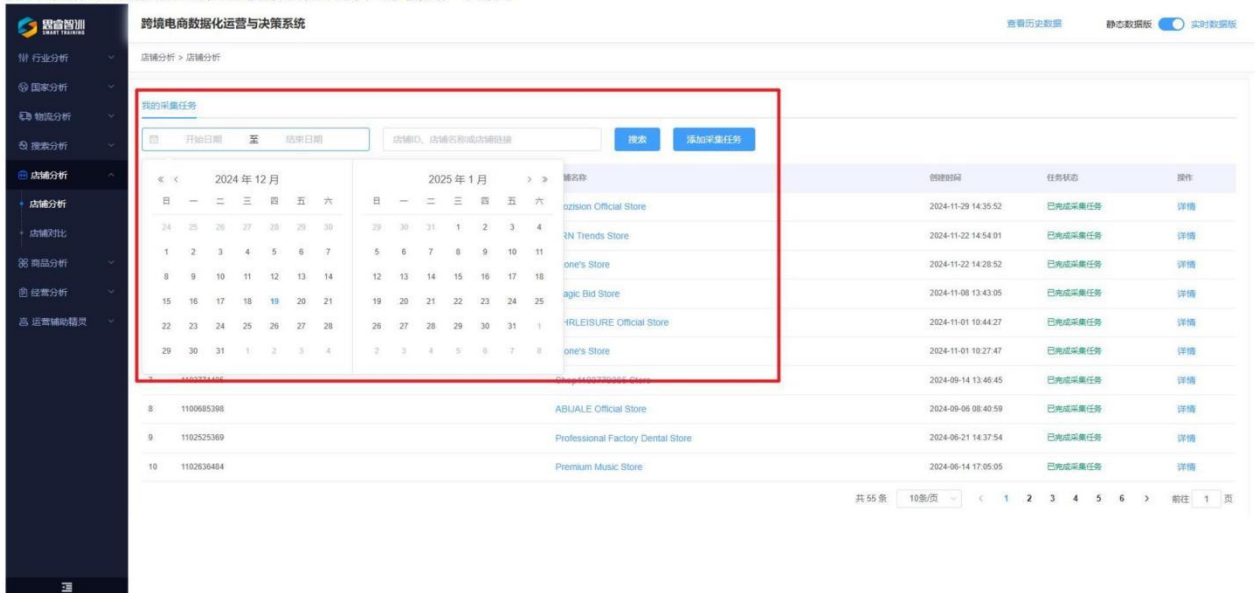 思睿智训
SMART TRAINING
跨境电商数据化运营与决策系统
查看历史数据
静态数据版
实时数据版
行业分析
国家分析
物流分析
搜索分析
店铺分析
店铺分析
店铺对比
商品分析
经营分析
运营辅助精灵
店铺分析 > 店铺分析
我的采集任务
开始日期 至 结束日期
店铺ID、店铺名称或店铺链接
搜索
添加采集任务
« < 2024 年 12 月
日 一 二 三 四 五 六
24 25 26 27 28 29 30
1 2 3 4 5 6 7
8 9 10 11 12 13 14
15 16 17 18 19 20 21
22 23 24 25 26 27 28
29 30 31 1 2 3 4
2025 年 1 月 > »
日 一 二 三 四 五 六
29 30 31 1 2 3 4
5 6 7 8 9 10 11
12 13 14 15 16 17 18
19 20 21 22 23 24 25
26 27 28 29 30 31 1
2 3 4 5 6 7 8
铺名称 创建时间 任务状态 操作
Official Store 2024-11-29 14:35:52 已完成采集任务 详情
RN Trends Store 2024-11-22 14:54:01 已完成采集任务 详情
one's Store 2024-11-22 14:28:52 已完成采集任务 详情
agic Bid Store 2024-11-08 13:43:05 已完成采集任务 详情
HRLEISURE Official Store 2024-11-01 10:44:27 已完成采集任务 详情
one's Store 2024-11-01 10:27:47 已完成采集任务 详情
7 Store 2024-09-14 13:46:45 已完成采集任务 详情
8 1100685398 ABIJALE Official Store 2024-09-06 08:40:59 已完成采集任务 详情
9 1102525369 Professional Factory Dental Store 2024-06-21 14:37:54 已完成采集任务 详情
10 1102636484 Premium Music Store 2024-06-14 17:05:05 已完成采集任务 详情
共 55 条 10条/页 < 1 2 3 4 5 6 > 前往 1 页